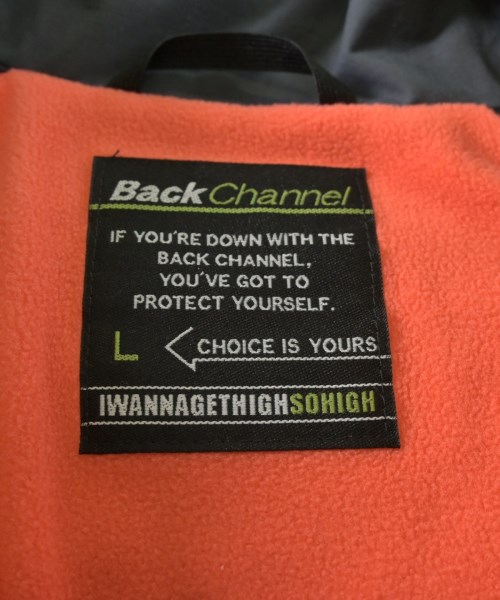 Back Channel
IF YOU'RE DOWN WITH THE
BACK CHANNEL,
YOU'VE GOT TO
PROTECT YOURSELF.
L CHOICE IS YOURS
IWANNAGETHIGHSOHIGH